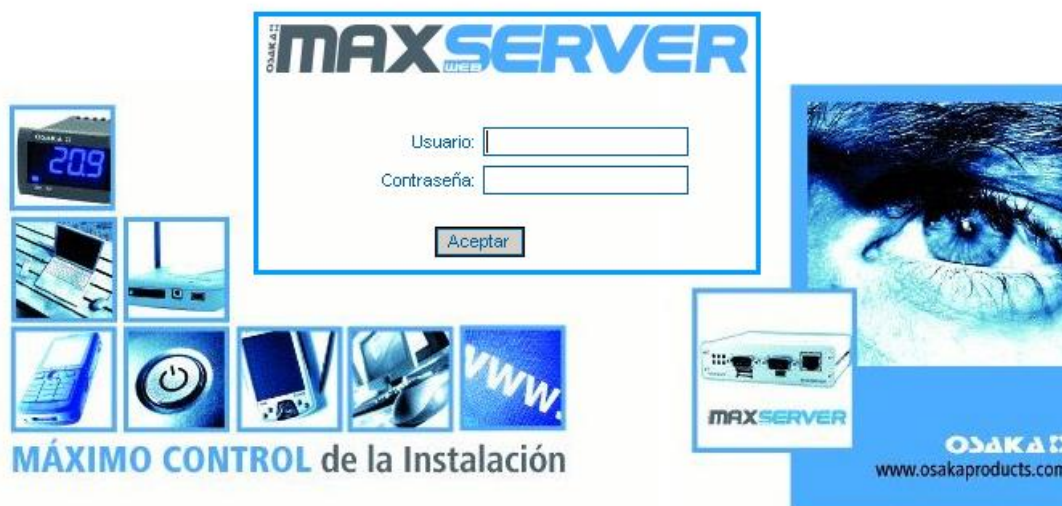 OSAKA
MAXSERVER
WEB
Usuario:
Contraseña:
Aceptar
OSAKA
20.9
www.
MAXSERVER
MÁXIMO CONTROL de la Instalación
OSAKA
www.osakaproducts.com